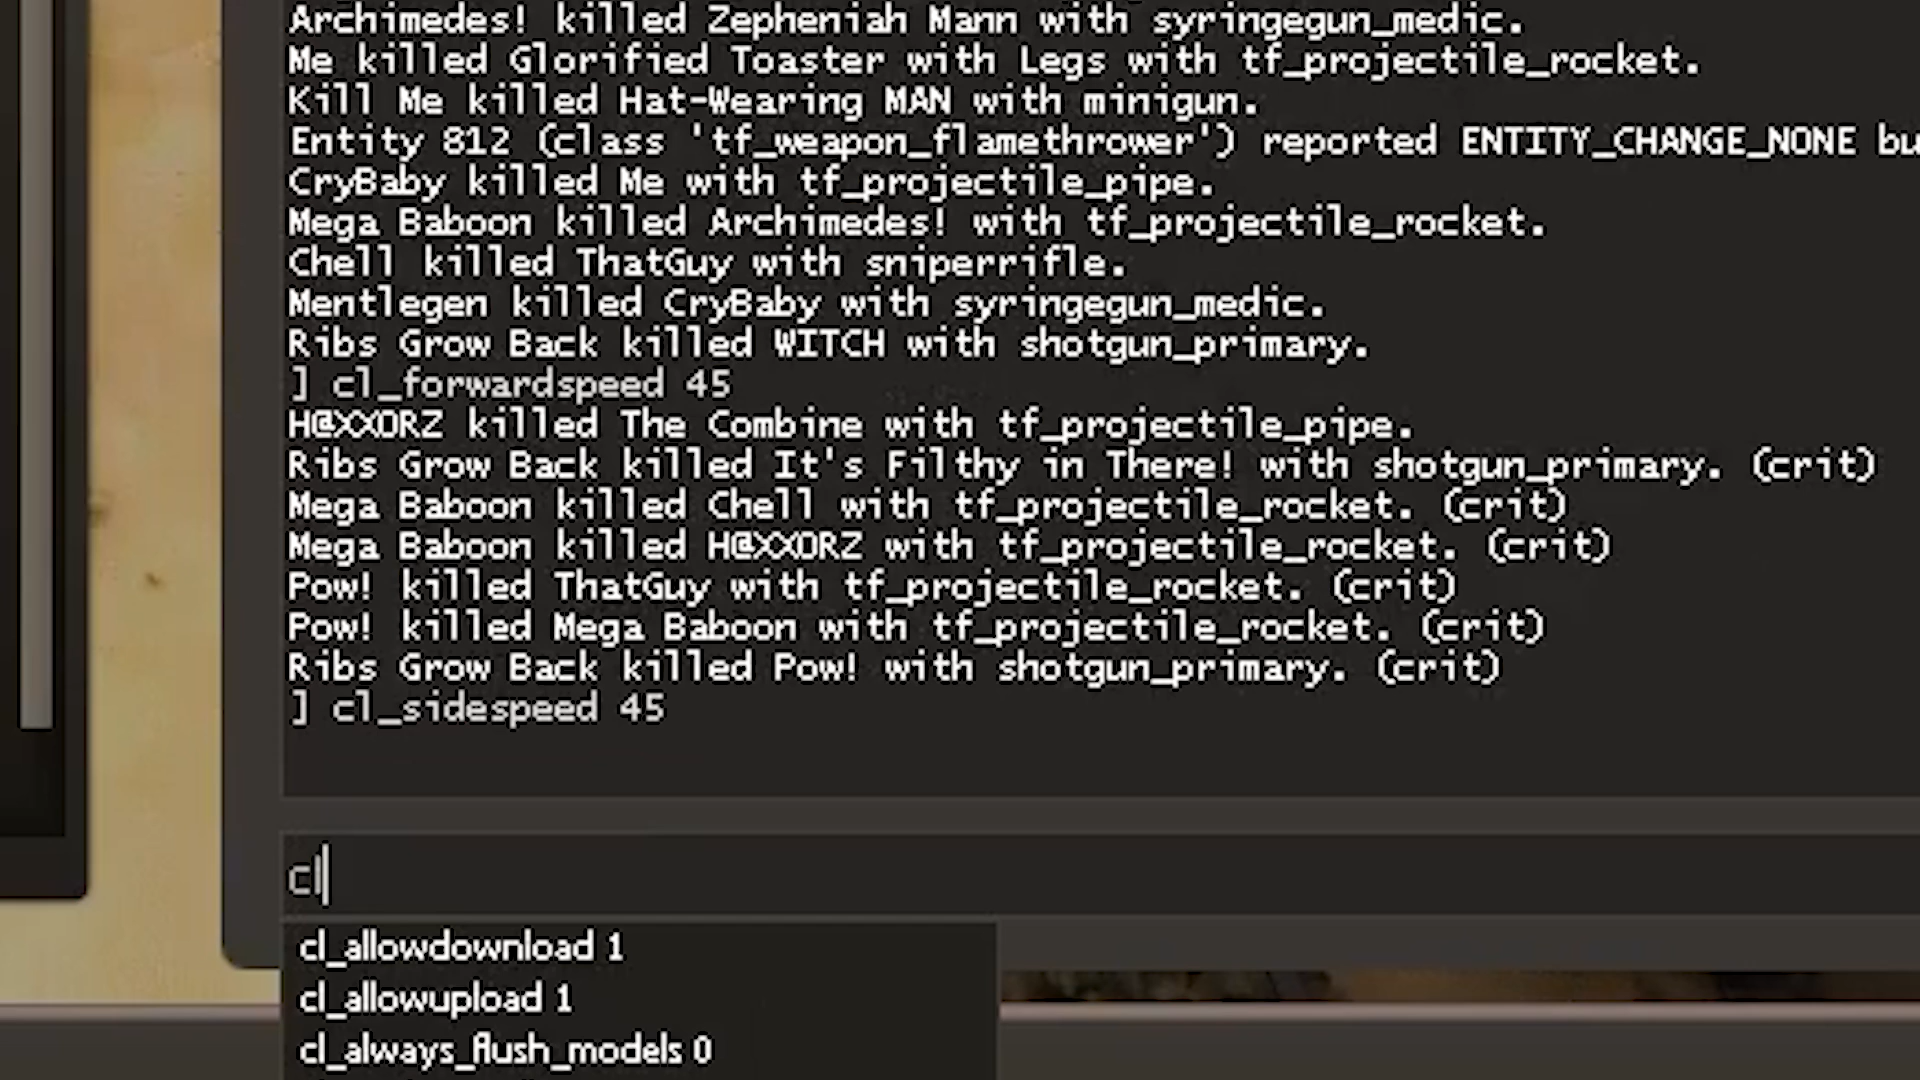 Archimedes! killed Zepheniah Mann with syringegun_medic.
Me killed Glorified Toaster with Legs with tf_projectile_rocket.
Kill Me killed Hat-Wearing MAN with minigun.
Entity 812 (class 'tf_weapon_flamethrower') reported ENTITY_CHANGE_NONE bu
CryBaby killed Me with tf_projectile_pipe.
Mega Baboon killed Archimedes! with tf_projectile_rocket.
Chell killed ThatGuy with sniperrifle.
Mentlegen killed CryBaby with syringegun_medic.
Ribs Grow Back killed WITCH with shotgun_primary.
] cl_forwardspeed 45
H@XX0RZ killed The Combine with tf_projectile_pipe.
Ribs Grow Back killed It's Filthy in There! with shotgun_primary. (crit)
Mega Baboon killed Chell with tf_projectile_rocket. (crit)
Mega Baboon killed H@XX0RZ with tf_projectile_rocket. (crit)
Pow! killed ThatGuy with tf_projectile_rocket. (crit)
Pow! killed Mega Baboon with tf_projectile_rocket. (crit)
Ribs Grow Back killed Pow! with shotgun_primary. (crit)
] cl_sidespeed 45
cl
cl_allowdownload 1
cl_allowupload 1
cl_always_flush_models 0